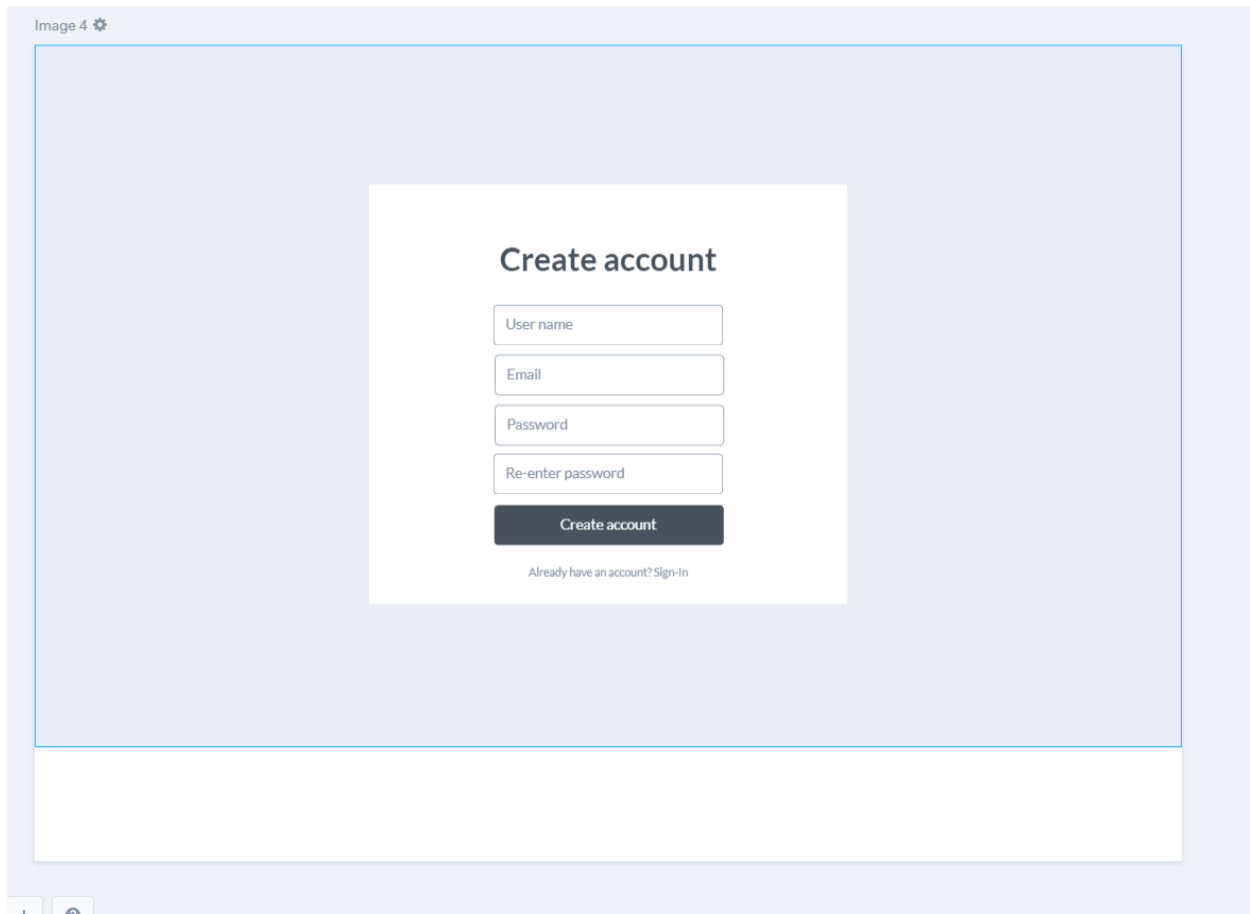 Image 4
Create account
User name
Email
Password
Re-enter password
Create account
Already have an account? Sign-In